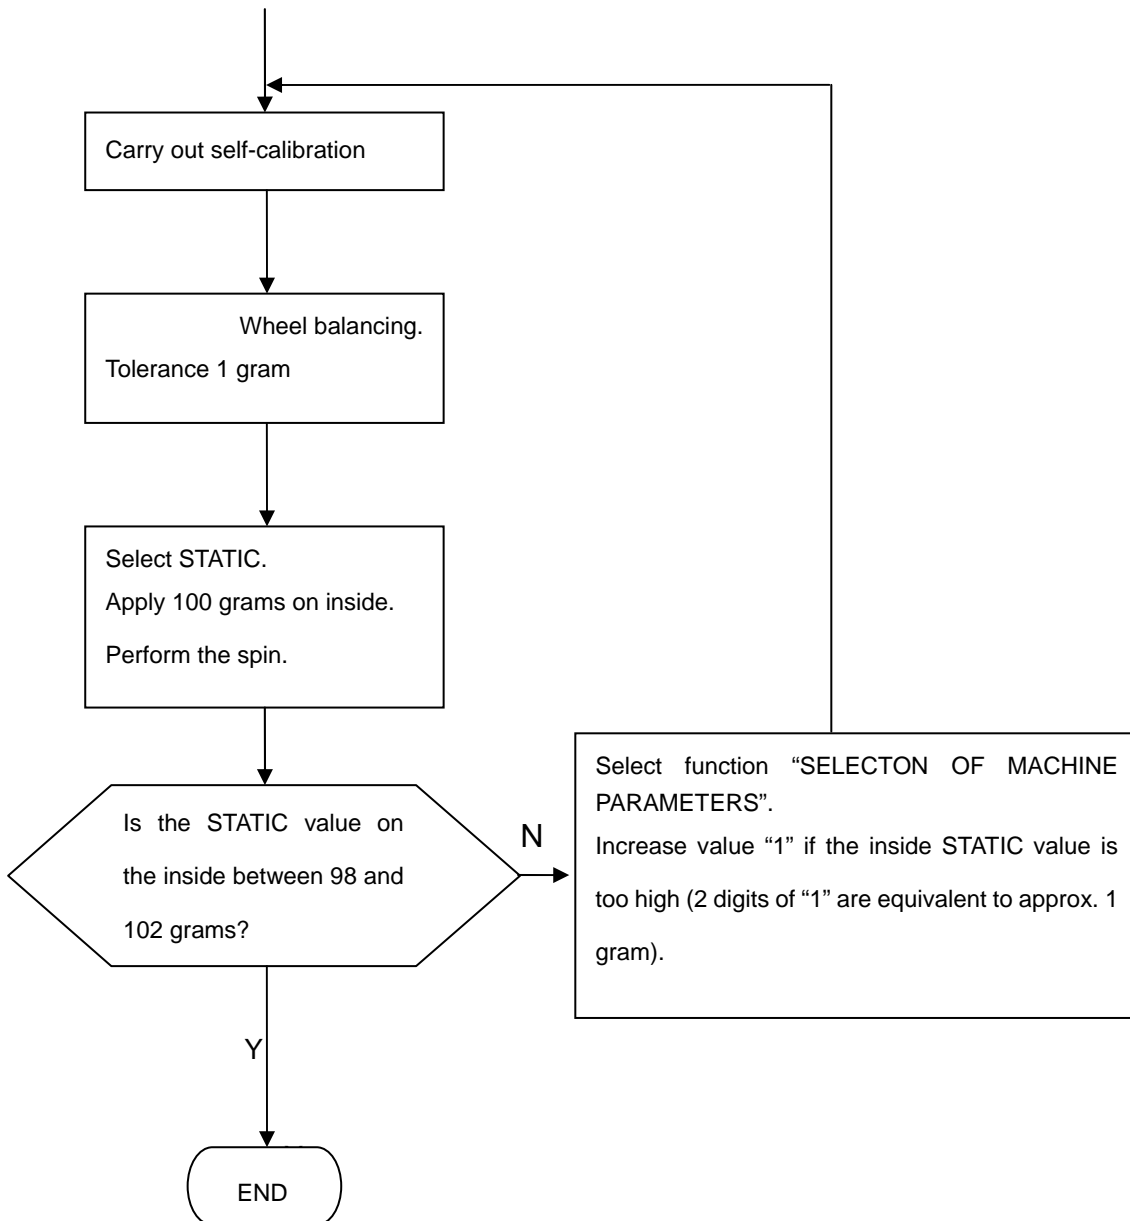 Carry out self-calibration
Wheel balancing.
Tolerance 1 gram
Select STATIC.
Apply 100 grams on inside.
Perform the spin.
Is the STATIC value on
the inside between 98 and
102 grams?
N
Select function “SELECTON OF MACHINE
PARAMETERS”.
Increase value “1” if the inside STATIC value is
too high (2 digits of “1” are equivalent to approx. 1
gram).
Y
END